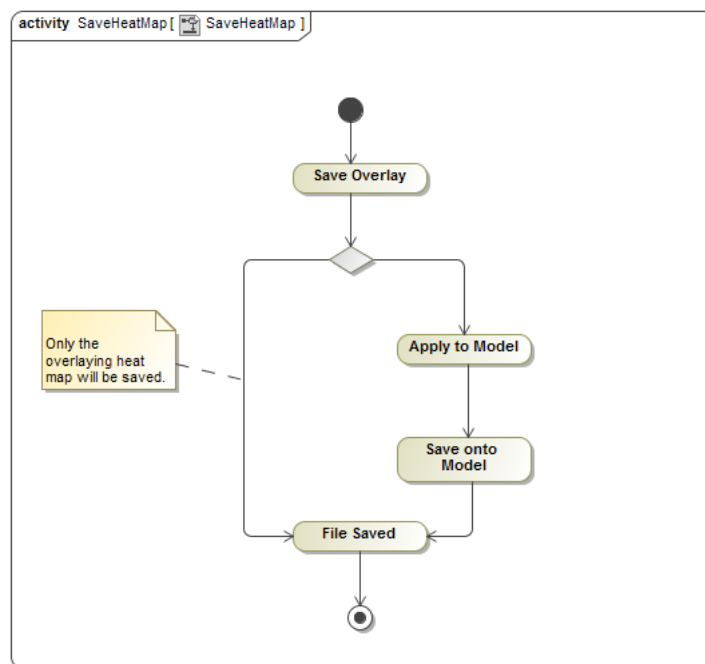 activity SaveHeatMap [ SaveHeatMap ]
Save Overlay
Only the
overlaying heat
map will be saved.
Apply to Model
Save onto
Model
File Saved